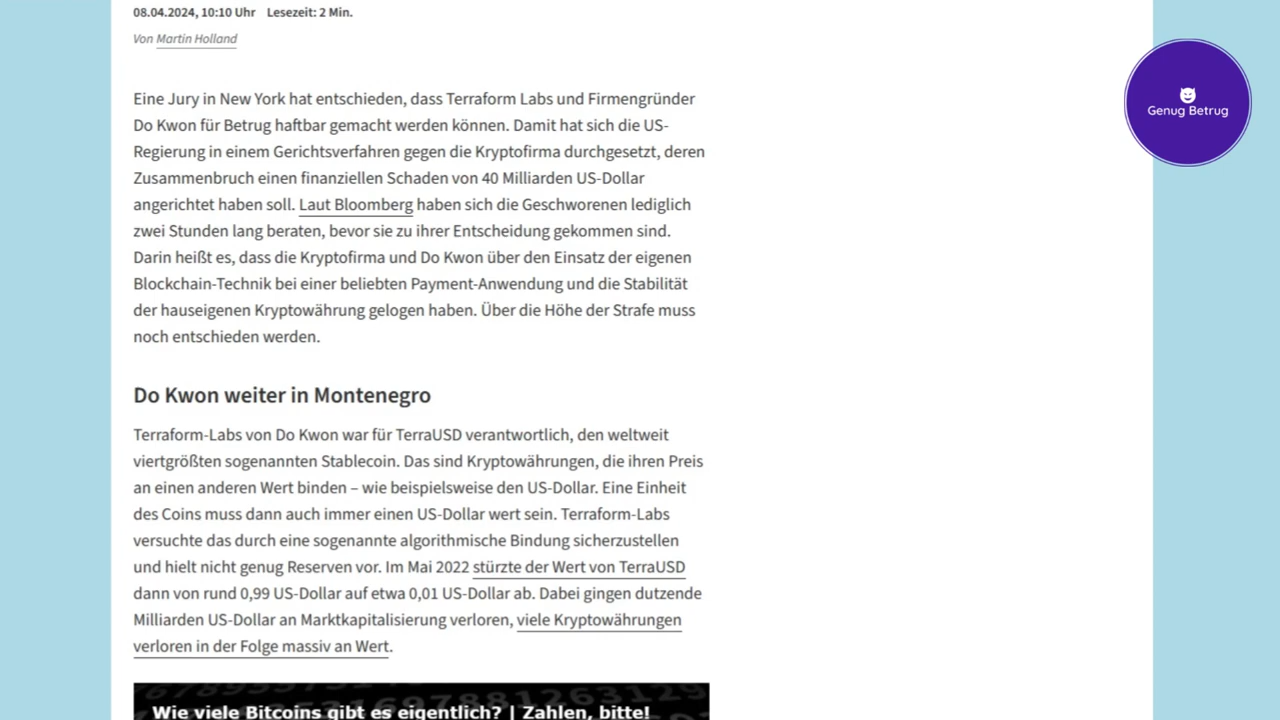 08.04.2024, 10:10 Uhr Lesezeit: 2 Min.
Von Martin Holland
Genug Betrug
Eine Jury in New York hat entschieden, dass Terraform Labs und Firmengründer
Do Kwon für Betrug haftbar gemacht werden können. Damit hat sich die US-
Regierung in einem Gerichtsverfahren gegen die Kryptofirma durchgesetzt, deren
Zusammenbruch einen finanziellen Schaden von 40 Milliarden US-Dollar
angerichtet haben soll. Laut Bloomberg haben sich die Geschworenen lediglich
zwei Stunden lang beraten, bevor sie zu ihrer Entscheidung gekommen sind.
Darin heißt es, dass die Kryptofirma und Do Kwon über den Einsatz der eigenen
Blockchain-Technik bei einer beliebten Payment-Anwendung und die Stabilität
der hauseigenen Kryptowährung gelogen haben. Über die Höhe der Strafe muss
noch entschieden werden.
Do Kwon weiter in Montenegro
Terraform-Labs von Do Kwon war für TerraUSD verantwortlich, den weltweit
viertgrößten sogenannten Stablecoin. Das sind Kryptowährungen, die ihren Preis
an einen anderen Wert binden – wie beispielsweise den US-Dollar. Eine Einheit
des Coins muss dann auch immer einen US-Dollar wert sein. Terraform-Labs
versuchte das durch eine sogenannte algorithmische Bindung sicherzustellen
und hielt nicht genug Reserven vor. Im Mai 2022 stürzte der Wert von TerraUSD
dann von rund 0,99 US-Dollar auf etwa 0,01 US-Dollar ab. Dabei gingen dutzende
Milliarden US-Dollar an Marktkapitalisierung verloren, viele Kryptowährungen
verloren in der Folge massiv an Wert.
Wie viele Bitcoins gibt es eigentlich? | Zahlen, bitte!